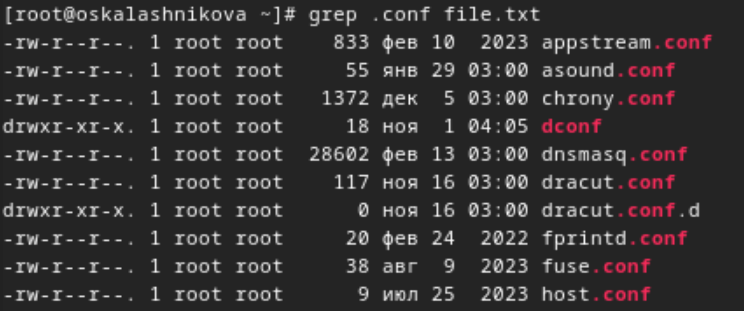 [root@oskalashnikova ~]# grep .conf file.txt
-rw-r--r--. 1 root root    833 фев 10  2023 appstream.conf
-rw-r--r--. 1 root root     55 янв 29 03:00 asound.conf
-rw-r--r--. 1 root root   1372 дек  5 03:00 chrony.conf
drwxr-xr-x. 1 root root     18 ноя  1 04:05 dconf
-rw-r--r--. 1 root root  28602 фев 13 03:00 dnsmasq.conf
-rw-r--r--. 1 root root    117 ноя 16 03:00 dracut.conf
drwxr-xr-x. 1 root root      0 ноя 16 03:00 dracut.conf.d
-rw-r--r--. 1 root root     20 фев 24  2022 fprintd.conf
-rw-r--r--. 1 root root     38 авг  9  2023 fuse.conf
-rw-r--r--. 1 root root      9 июл 25  2023 host.conf